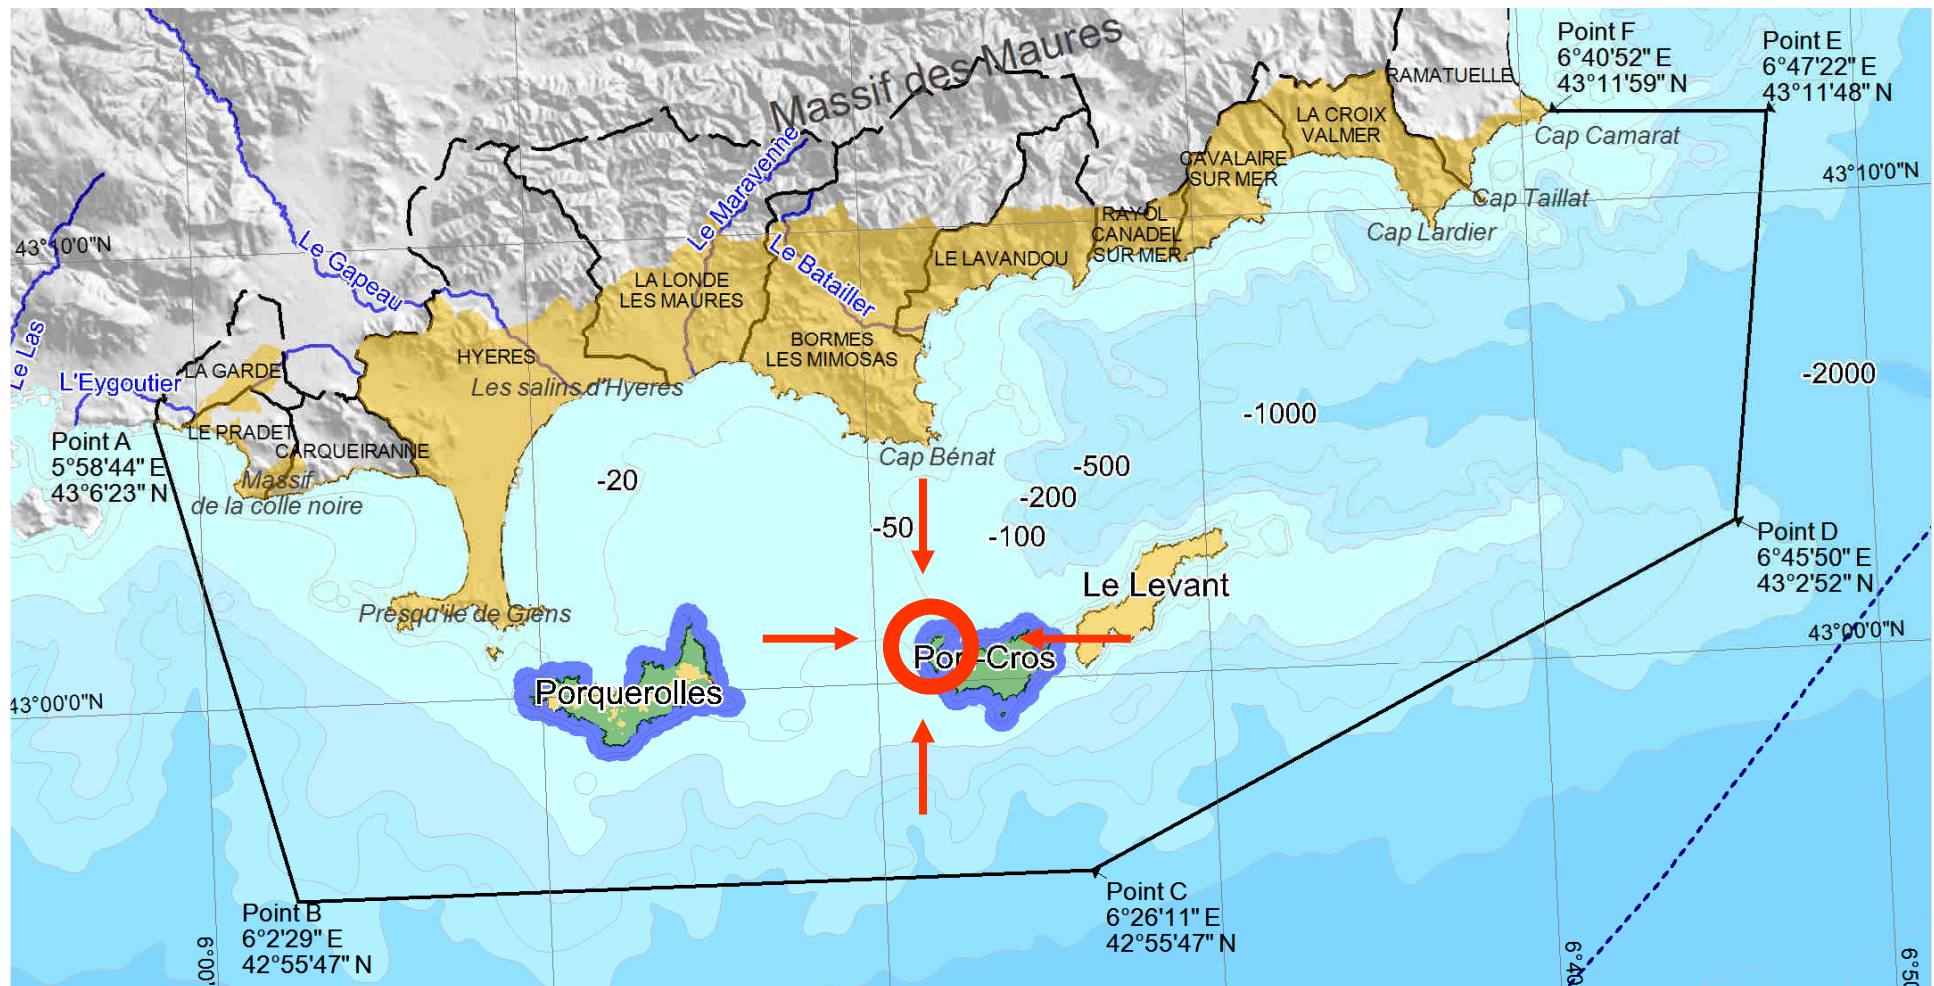 Massif des Maures
Point F
6°40'52" E
43°11'59" N
Point E
6°47'22" E
43°11'48" N
RAMATUELLE
LA CROIX
VALMER
Cap Camarat
CAVALAIRE
SUR MER
43°10'0"N
Cap Taillat
Cap Lardier
RAYOL
CANADEL
SUR MER
Le Maravenne
Le Batailler
LE LAVANDOU
43°10'0"N
Le Gapeau
LA LONDE
LES MAURES
BORMES
LES MIMOSAS
Le Las
L'Eygoutier
LA GARDE
HYERES
Les salins d'Hyeres
-2000
-1000
LE PRADET
CARQUEIRANNE
Point A
5°58'44" E
43°6'23" N
Massif
de la colle noire
Cap Bénat
-20
-500
-200
-50
-100
Point D
6°45'50" E
43°2'52" N
Le Levant
Presqu'ile de Giens
43°00'0"N
Port-Cros
Porquerolles
43°00'0"N
Point C
6°26'11" E
42°55'47" N
Point B
6°2'29" E
42°55'47" N